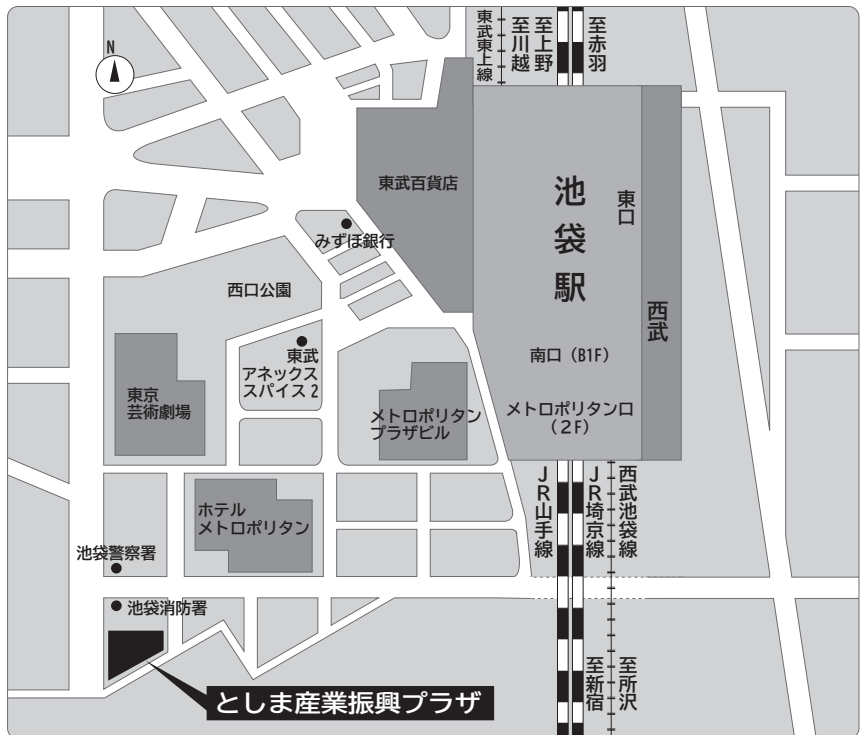 N
東武東上線
至川越
至上野
至赤羽
東武百貨店
池袋駅
東口
みずほ銀行
西口公園
西武
南口（B1F）
東武
アネックス
スパイス2
東京
芸術劇場
メトロポリタン
プラザビル
メトロポリタン口
（2F）
JR山手線
JR埼京線
西武池袋線
ホテル
メトロポリタン
池袋警察署
池袋消防署
至新宿
至所沢
としま産業振興プラザ